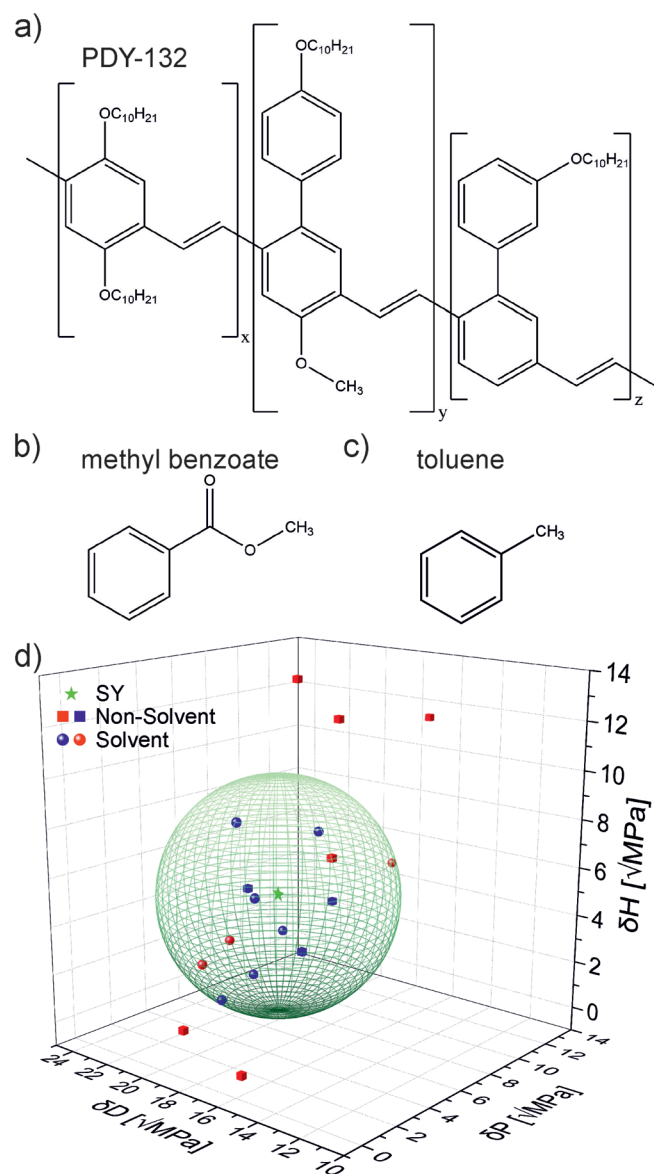 a)
PDY-132
OC10H21
OC10H21
OC10H21
OC10H21
x
O
CH3
y
z
b)
methyl benzoate
O
O
CH3
c)
toluene
CH3
d)
SY
Non-Solvent
Solvent
14
12
10
8
6
4
2
0
δH [√MPa]
24 22 20 18 16 14 12 10
δD [√MPa]
0 2 4 6 8 10 12 14
δP [√MPa]